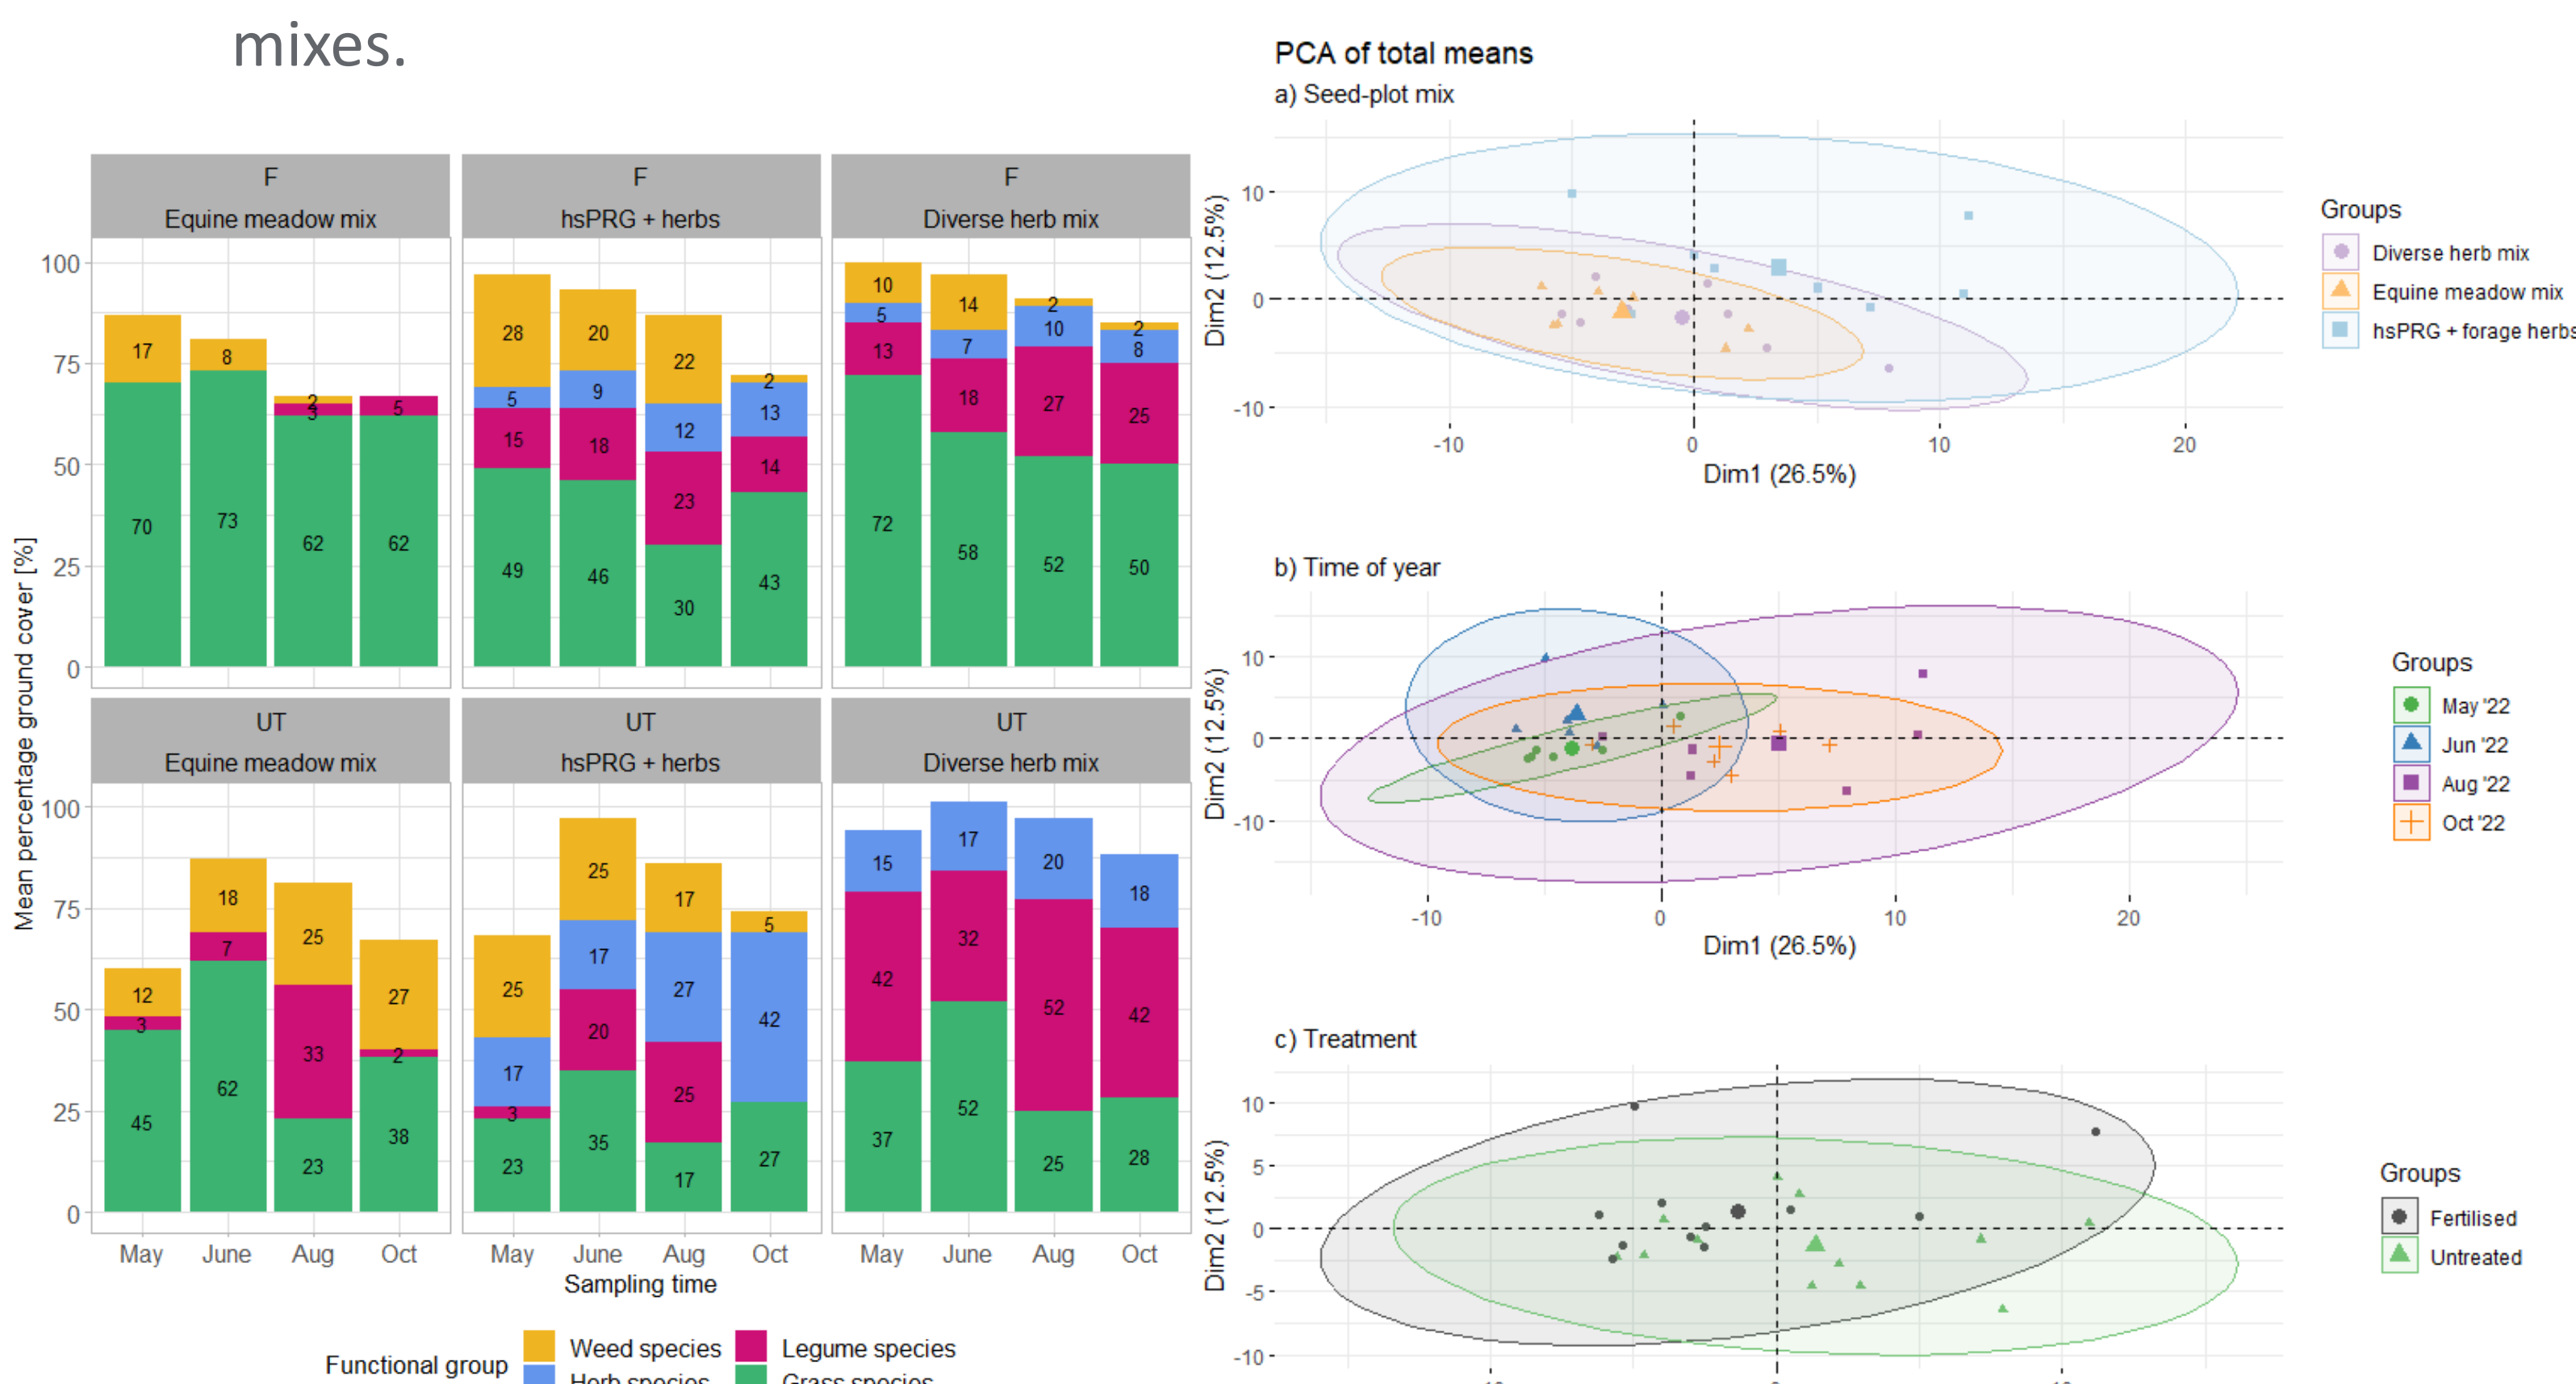 mixes.
F
Equine meadow mix
F
hsPRG + herbs
F
Diverse herb mix
Mean percentage ground cover [%]
100
75
50
25
0
17
70
8
73
2
3
62
5
62
28
5
15
49
20
9
18
46
22
12
23
30
2
13
14
43
10
5
13
72
14
7
18
58
2
10
27
52
2
8
25
50
UT
Equine meadow mix
UT
hsPRG + herbs
UT
Diverse herb mix
100
75
50
25
0
12
3
45
18
7
62
25
33
23
27
2
38
25
17
3
23
25
17
20
35
17
27
25
17
5
42
27
15
42
37
17
32
52
20
52
25
18
42
28
May June Aug Oct
May June Aug Oct
May June Aug Oct
Sampling time
Functional group
Weed species
Legume species
Herb species
Grass species
PCA of total means
a) Seed-plot mix
Dim2 (12.5%)
10
0
-10
-10 0 10 20
Dim1 (26.5%)
Groups
Diverse herb mix
Equine meadow mix
hsPRG + forage herbs
b) Time of year
Dim2 (12.5%)
10
0
-10
-10 0 10 20
Dim1 (26.5%)
Groups
May '22
Jun '22
Aug '22
Oct '22
c) Treatment
Dim2 (12.5%)
10
5
0
-5
-10
Groups
Fertilised
Untreated